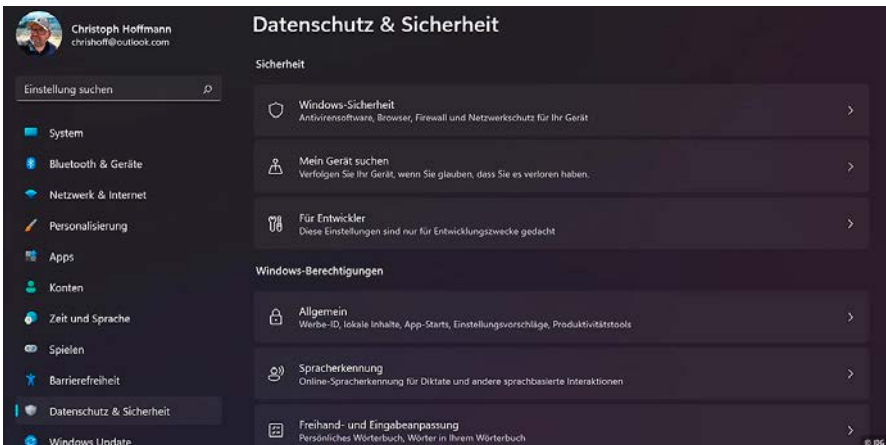 Christoph Hoffmann
chrishoff@outlook.com
Einstellung suchen
System
Bluetooth & Geräte
Netzwerk & Internet
Personalisierung
Apps
Konten
Zeit und Sprache
Spielen
Barrierefreiheit
Datenschutz & Sicherheit
Windows Update
Datenschutz & Sicherheit
Sicherheit
Windows-Sicherheit
Antivirensoftware, Browser, Firewall und Netzwerkschutz für Ihr Gerät
Mein Gerät suchen
Verfolgen Sie Ihr Gerät, wenn Sie glauben, dass Sie es verloren haben.
Für Entwickler
Diese Einstellungen sind nur für Entwicklungszwecke gedacht
Windows-Berechtigungen
Allgemein
Werbe-ID, lokale Inhalte, App-Starts, Einstellungsvorschläge, Produktivitätstools
Spracherkennung
Online-Spracherkennung für Diktate und andere sprachbasierte Interaktionen
Freihand- und Eingabeanpassung
Persönliches Wörterbuch, Wörter in Ihrem Wörterbuch
© IDG